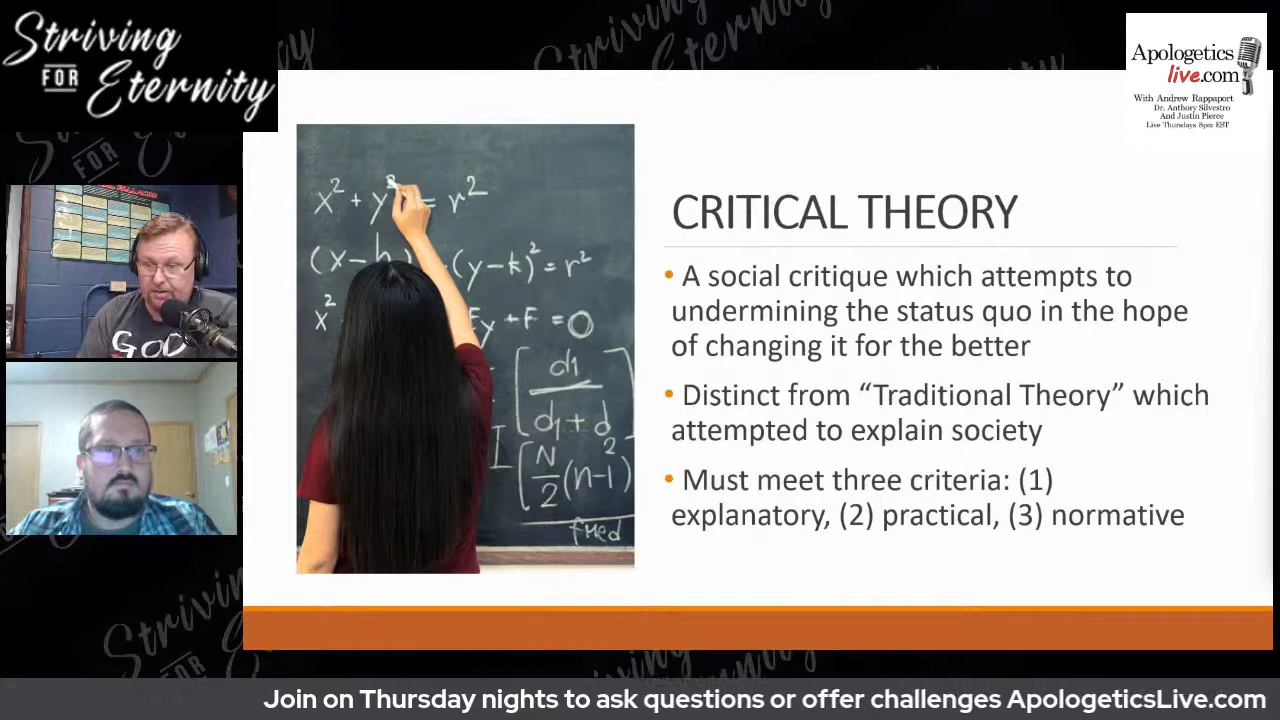 Striving
FOR
Eternity
Apologetics
live.com
With Andrew Rappaport
Dr. Anthony Silvestro
And Justin Pierce
Live Thursdays 8pm EST
GOD
x² + y² = r²
(x - h) (y - k)² = r²
x² y + F = 0
d1
d1 + d
N
2 (n-1)
CRITICAL THEORY
• A social critique which attempts to
undermining the status quo in the hope
of changing it for the better
• Distinct from “Traditional Theory” which
attempted to explain society
• Must meet three criteria: (1)
explanatory, (2) practical, (3) normative
Join on Thursday nights to ask questions or offer challenges ApologeticsLive.com